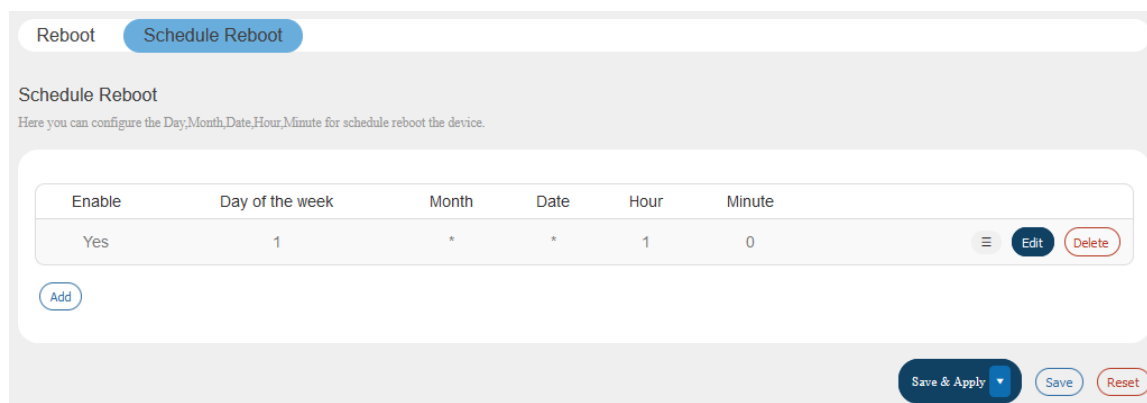 Reboot Schedule Reboot
Schedule Reboot
Here you can configure the Day,Month,Date,Hour,Minute for schedule reboot the device.
Enable Day of the week Month Date Hour Minute
Yes 1 * * 1 0 ☰ Edit Delete
Add
Save & Apply ▾ Save Reset